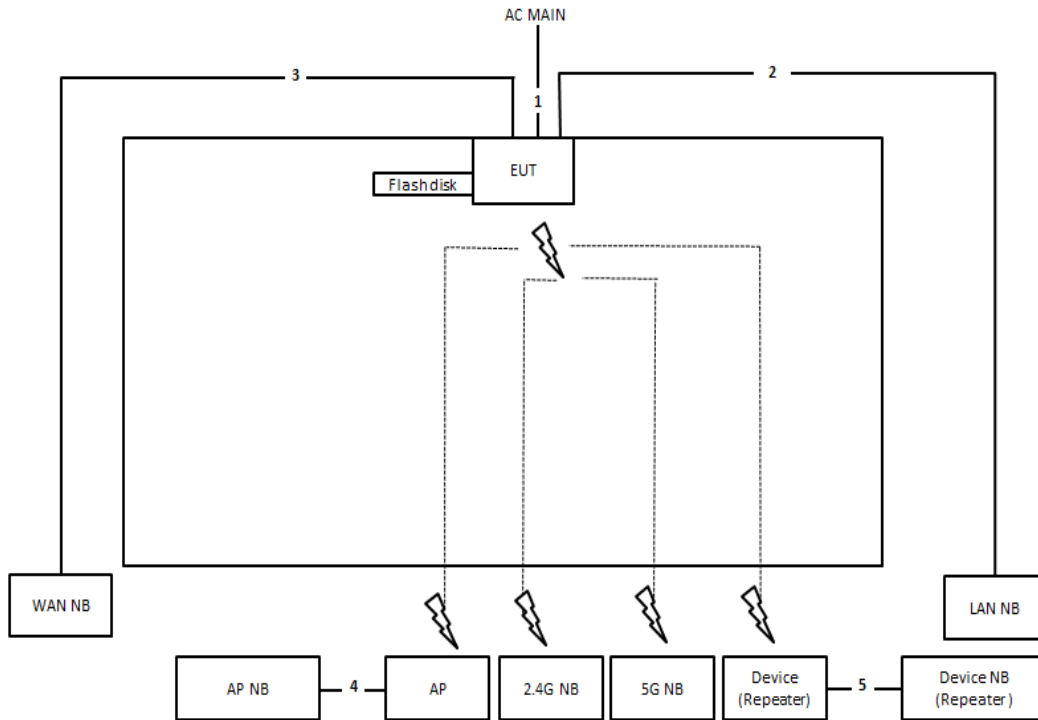 AC MAIN
3
2
1
EUT
Flashdisk
WAN NB
LAN NB
AP NB
4
AP
2.4G NB
5G NB
Device
(Repeater)
5
Device NB
(Repeater)